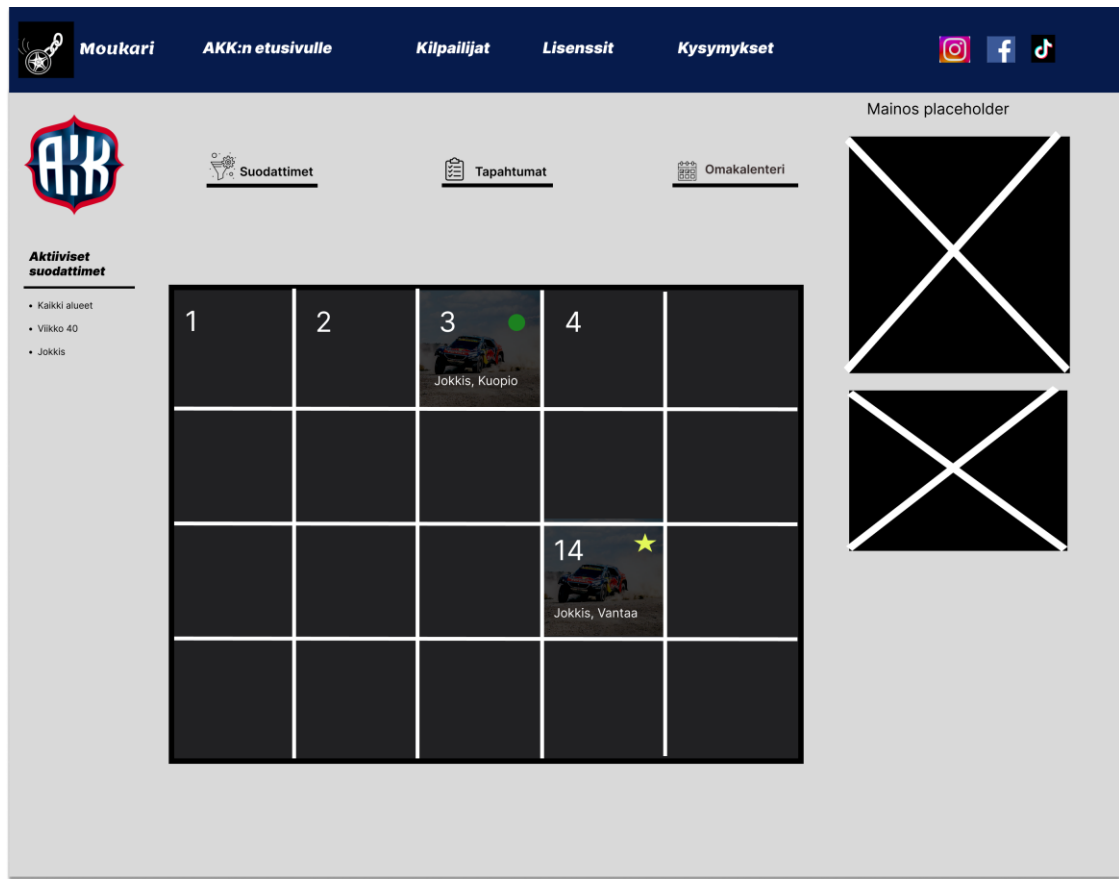 Moukari
AKK:n etusivulle
Kilpailijat
Lisenssit
Kysymykset
Mainos placeholder
AKK
Suodattimet
Tapahtumat
Omakalenteri
Aktiiviset
suodattimet
• Kaikki alueet
• Viikko 40
• Jokkis
1
2
3
4
Jokkis, Kuopio
14
Jokkis, Vantaa